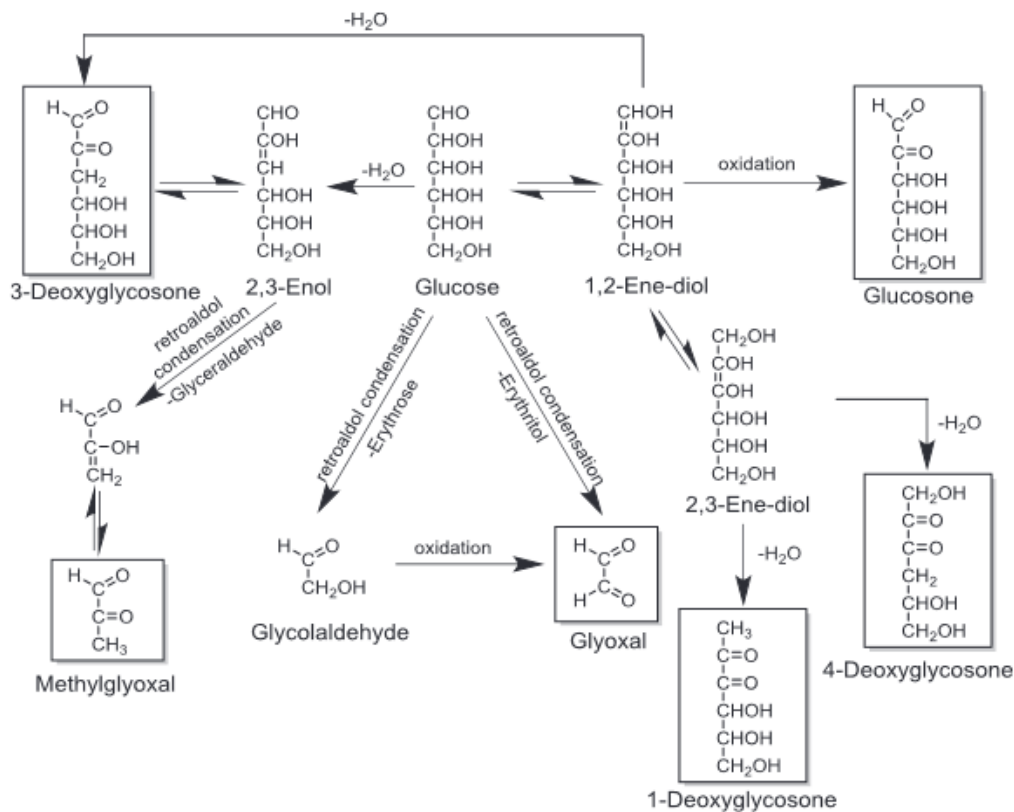 -H₂O
H
C=O
C=O
CH₂
CHOH
CHOH
CH₂OH
3-Deoxyglycosone
CHO
COH
CH
CHOH
CHOH
CH₂OH
2,3-Enol
-H₂O
CHO
CHOH
CHOH
CHOH
CHOH
CH₂OH
Glucose
CHOH
COH
CHOH
CHOH
CHOH
CH₂OH
1,2-Ene-diol
oxidation
H
C=O
C=O
CHOH
CHOH
CHOH
CH₂OH
Glucosone
retroaldol
condensation
-Glyceraldehyde
retroaldol condensation
-Erythrose
retroaldol condensation
-Erythritol
CH₂OH
COH
COH
CHOH
CHOH
CH₂OH
2,3-Ene-diol
-H₂O
-H₂O
H
C=O
C-OH
CH₂
H
C=O
C=O
CH₃
Methylglyoxal
H
C=O
CH₂OH
Glycolaldehyde
oxidation
H
C=O
H
C=O
Glyoxal
CH₃
C=O
C=O
CHOH
CHOH
CH₂OH
1-Deoxyglycosone
CH₂OH
C=O
C=O
CH₂
CHOH
CH₂OH
4-Deoxyglycosone